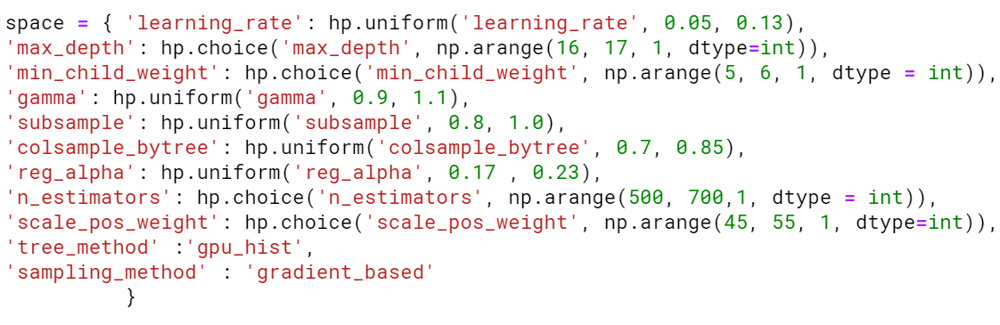 space = { 'learning_rate': hp.uniform('learning_rate', 0.05, 0.13),
'max_depth': hp.choice('max_depth', np.arange(16, 17, 1, dtype=int)),
'min_child_weight': hp.choice('min_child_weight', np.arange(5, 6, 1, dtype = int)),
'gamma': hp.uniform('gamma', 0.9, 1.1),
'subsample': hp.uniform('subsample', 0.8, 1.0),
'colsample_bytree': hp.uniform('colsample_bytree', 0.7, 0.85),
'reg_alpha': hp.uniform('reg_alpha', 0.17 , 0.23),
'n_estimators': hp.choice('n_estimators', np.arange(500, 700,1, dtype = int)),
'scale_pos_weight': hp.choice('scale_pos_weight', np.arange(45, 55, 1, dtype=int)),
'tree_method' :'gpu_hist',
'sampling_method' : 'gradient_based'
}